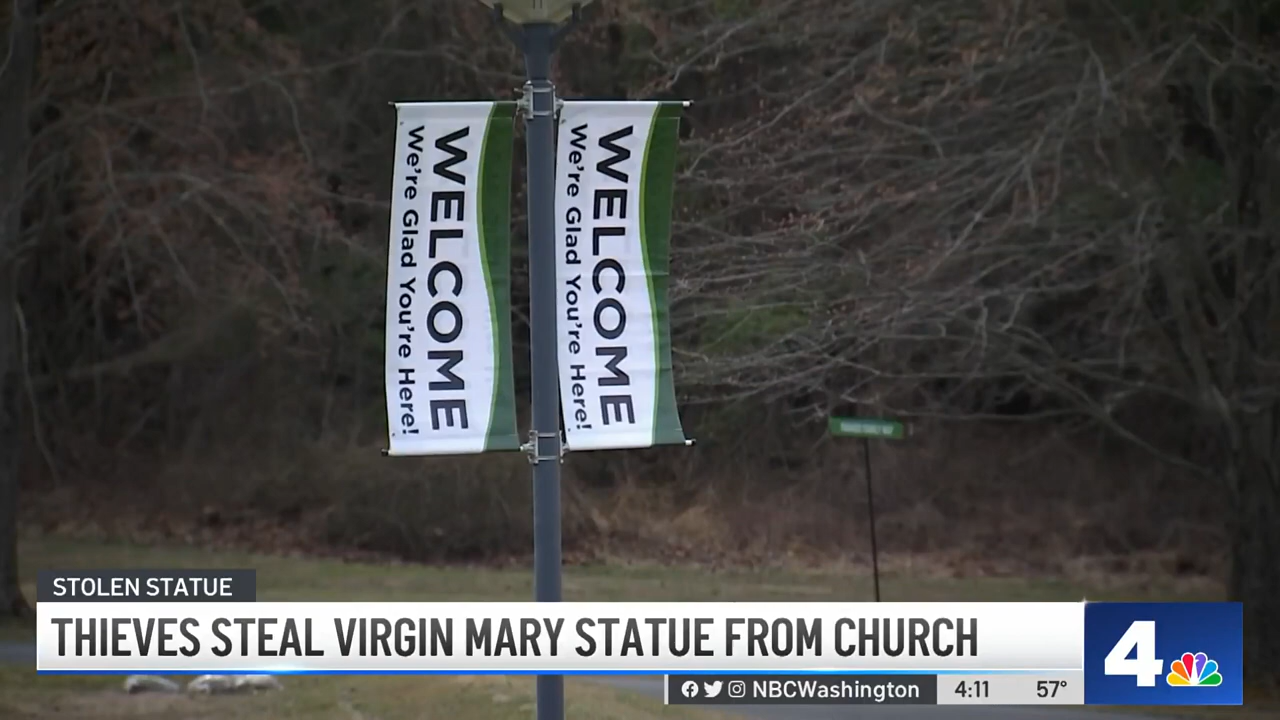 WELCOME
We're Glad You're Here!
WELCOME
We're Glad You're Here!
STOLEN STATUE
THIEVES STEAL VIRGIN MARY STATUE FROM CHURCH
4
NBCWashington
4:11
57°